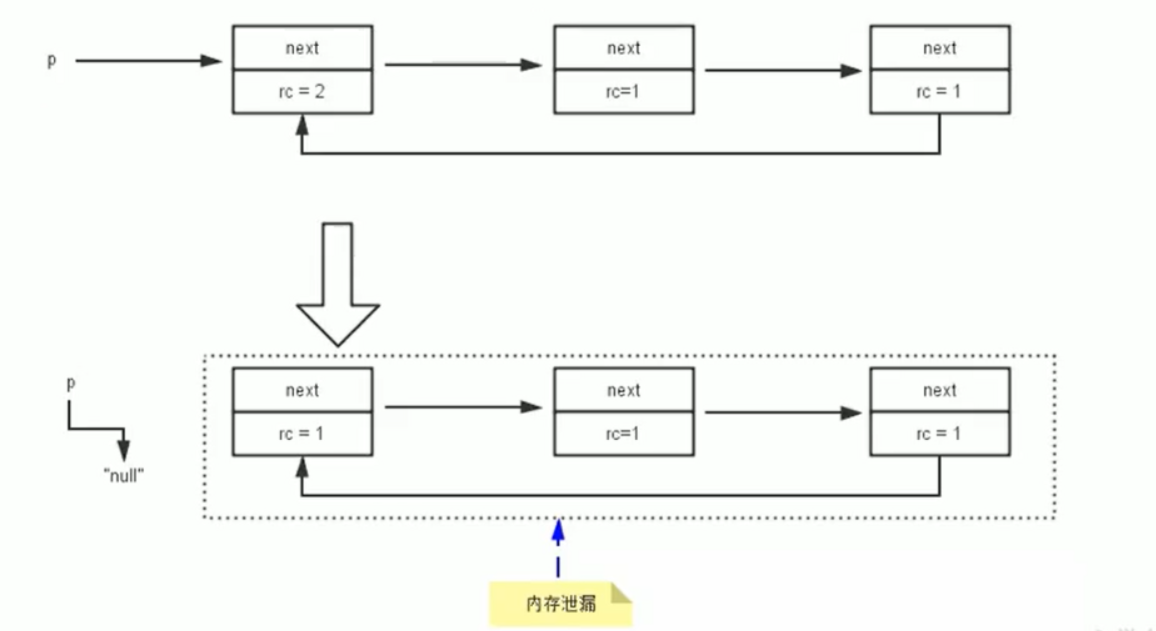 next next next
p
rc = 2 rc=1 rc = 1
next next next
p
rc = 1 rc=1 rc = 1
"null"
内存泄漏